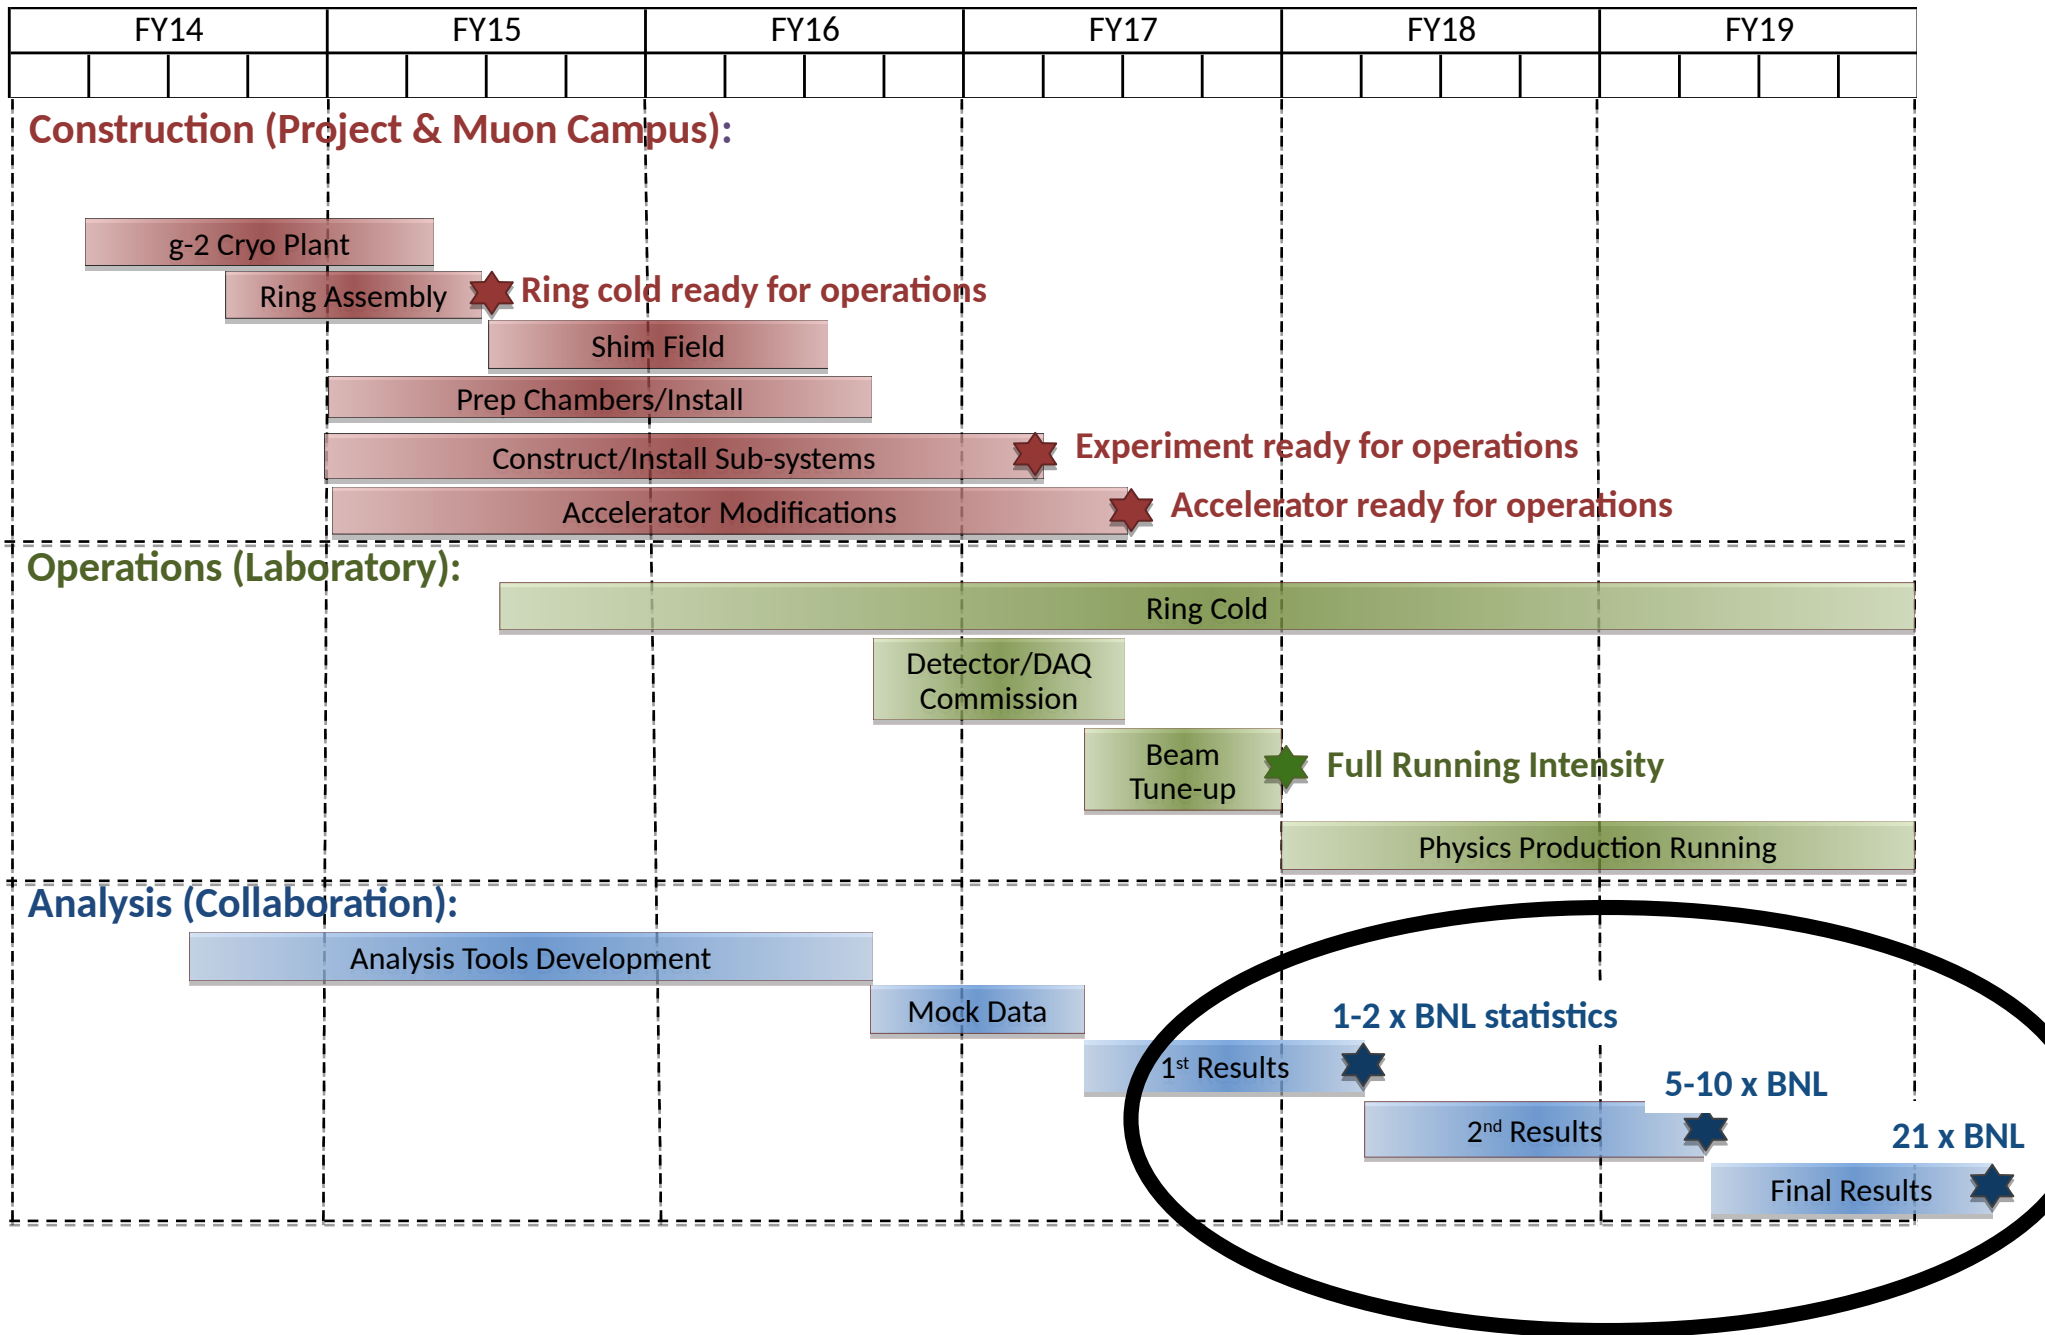 FY14 FY15 FY16 FY17 FY18 FY19
Construction (Project & Muon Campus):
g-2 Cryo Plant
Ring Assembly
Ring cold ready for operations
Shim Field
Prep Chambers/Install
Construct/Install Sub-systems
Experiment ready for operations
Accelerator Modifications
Accelerator ready for operations
Operations (Laboratory):
Ring Cold
Detector/DAQ
Commission
Beam
Tune-up
Full Running Intensity
Physics Production Running
Analysis (Collaboration):
Analysis Tools Development
Mock Data
1-2 x BNL statistics
1st Results
5-10 x BNL
2nd Results
21 x BNL
Final Results